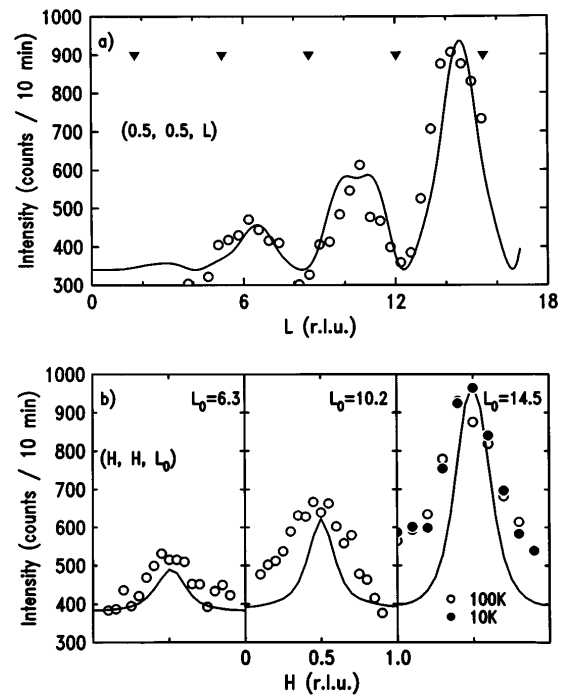 a)
1000
900
800
700
600
500
400
300
Intensity (counts / 10 min)
(0.5, 0.5, L)
0 6 12 18
L (r.l.u.)
b)
1000
900
800
700
600
500
400
300
Intensity (counts / 10 min)
L₀=6.3 L₀=10.2 L₀=14.5
(H, H, L₀)
100K
10K
0 0.5 1.0
H (r.l.u.)